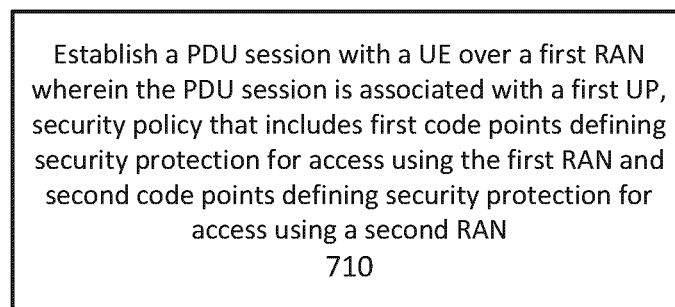 Establish a PDU session with a UE over a first RAN
wherein the PDU session is associated with a first UP,
security policy that includes first code points defining
security protection for access using the first RAN and
second code points defining security protection for
access using a second RAN
710